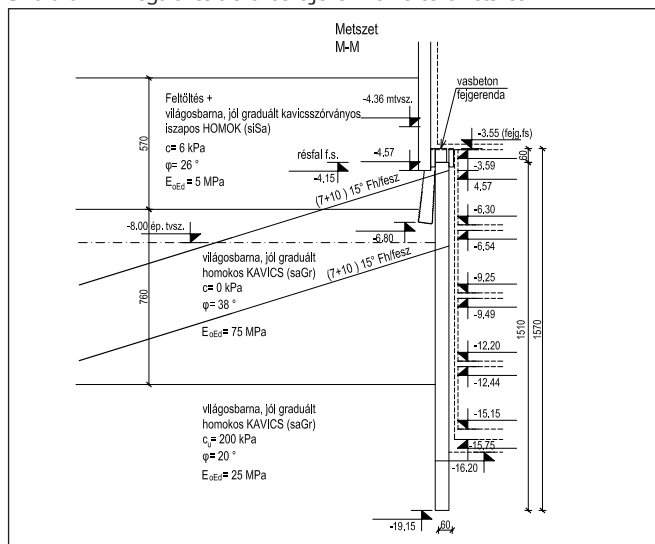 Metszet
M-M
Feltöltés +
világosbarna, jól graduált kavicsszórványos
iszapos HOMOK (siSa)
c= 6 kPa
φ= 26 °
EoEd= 5 MPa
570
-4.36 mtvsz.
vasbeton
fejgerenda
-3.55 (fejg.fs)
60
résfal f.s.
-4.15
-4.57
-3.59
4.57
(7+10 ) 15° Fh/fesz
-8.00 ép. tvsz.
-6.80
-6.30
-6.54
világosbarna, jól graduált
homokos KAVICS (saGr)
c= 0 kPa
φ= 38 °
EoEd= 75 MPa
760
(7+10 ) 15° Fh/fesz
-9.25
-9.49
1510
1570
-12.20
-12.44
világosbarna, jól graduált
homokos KAVICS (saGr)
cu= 200 kPa
φ= 20 °
EoEd= 25 MPa
-15.15
-15.75
-16.20
-19.15
60